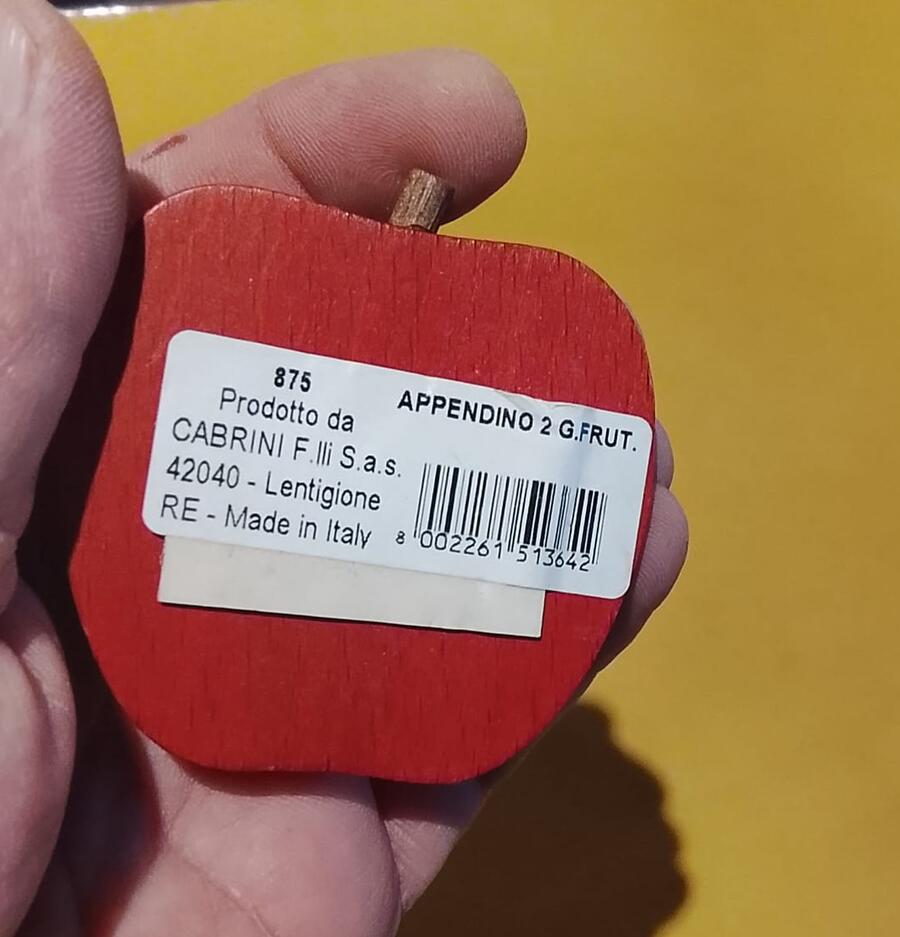 875
Prodotto da
CABRINI F.lli S.a.s.
42040 - Lentigione
RE - Made in Italy
APPENDINO 2 G.FRUT.
8 002261 513642